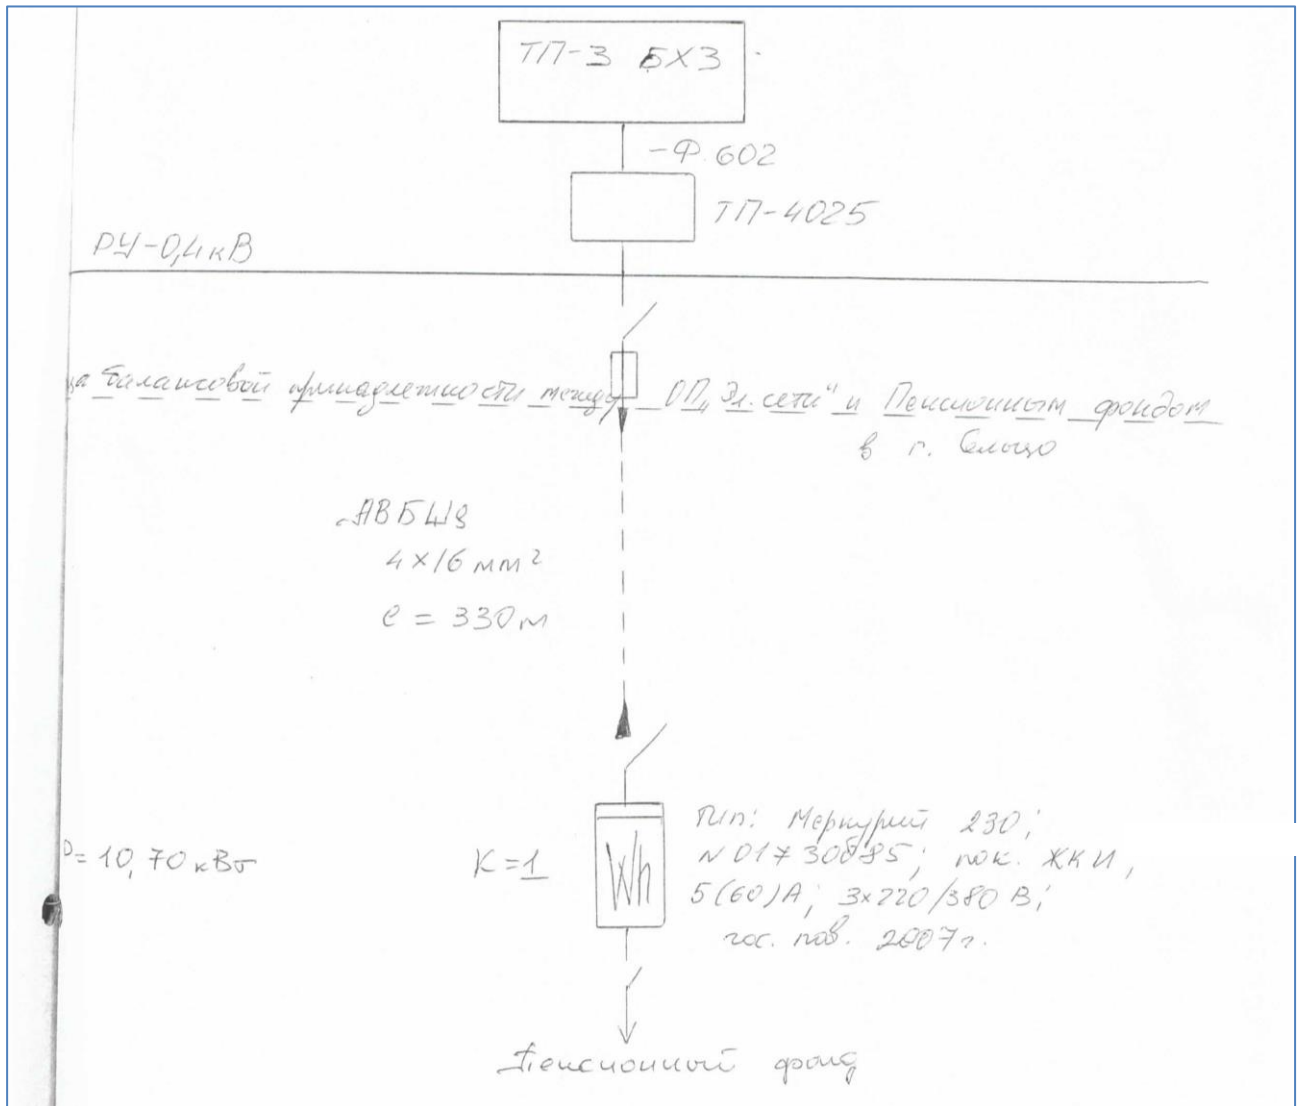 ТП-3 БХЗ
-Ф.602
ТП-4025
РУ-0,4кВ
ца балансовой принадлежности между ОП „Эл. сети" и Пенсионным фондом
в г. Сельцо
АВБШв
4×16 мм²
l = 330м
P= 10,70 кВт
К=1
Wh
Тип: Меркурий 230;
пок. ЖКИ,
5(60)А; 3×220/380 В;
гос. пов. 2007г.
Пенсионный фонд